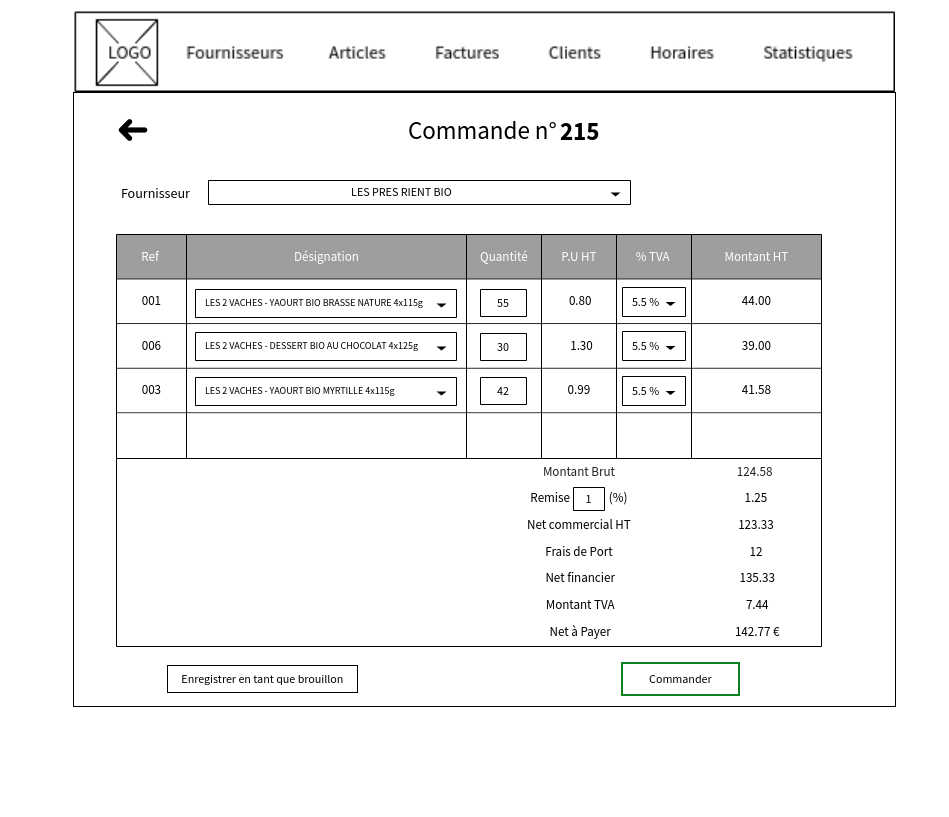 LOGO Fournisseurs Articles Factures Clients Horaires Statistiques
Commande n° 215
Fournisseur LES PRES RIENT BIO
Ref Désignation Quantité P.U HT % TVA Montant HT
001 LES 2 VACHES - YAOURT BIO BRASSE NATURE 4x115g 55 0.80 5.5 % 44.00
006 LES 2 VACHES - DESSERT BIO AU CHOCOLAT 4x125g 30 1.30 5.5 % 39.00
003 LES 2 VACHES - YAOURT BIO MYRTILLE 4x115g 42 0.99 5.5 % 41.58
Montant Brut 124.58
Remise 1 (%) 1.25
Net commercial HT 123.33
Frais de Port 12
Net financier 135.33
Montant TVA 7.44
Net à Payer 142.77 €
Enregistrer en tant que brouillon Commander